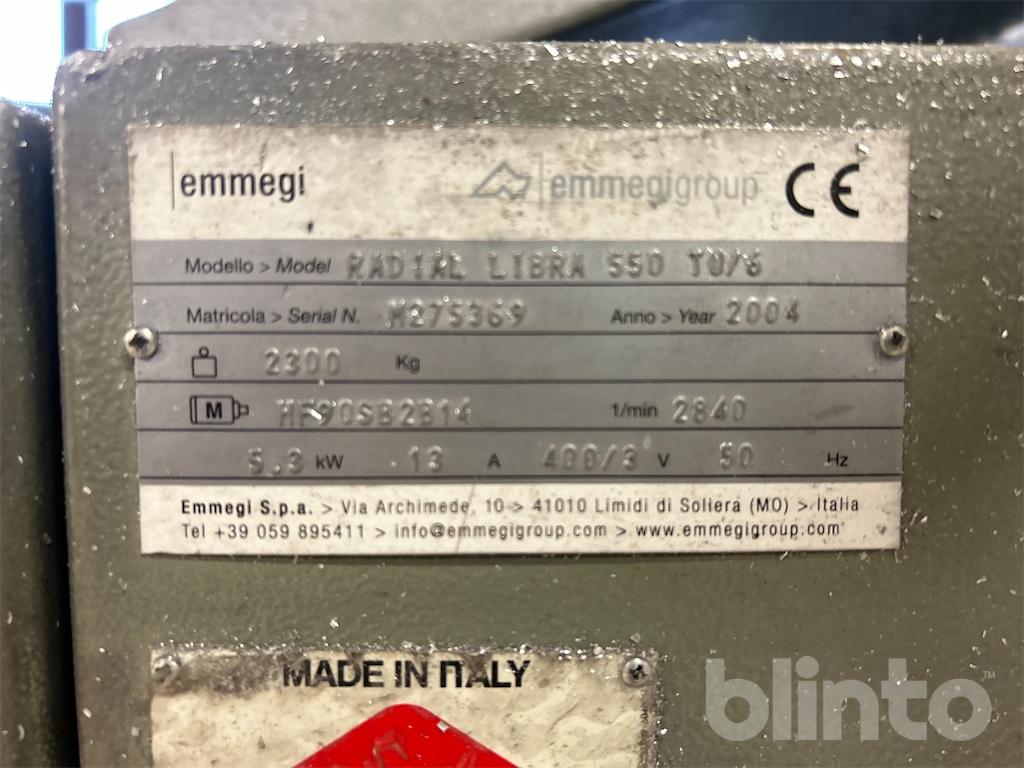 emmegi emmegigroup CE
Modello > Model RADIAL LIBRA 550 TU/6
Matricola > Serial N. M275369 Anno > Year 2004
2300 Kg
M MF90SB2B14 1/min 2840
5.3 kW 13 A 400/3 V 50 Hz
Emmegi S.p.a. > Via Archimede, 10 > 41010 Limidi di Soliera (MO) > Italia
Tel +39 059 895411 > info@emmegigroup.com > www.emmegigroup.com
MADE IN ITALY
blinto™